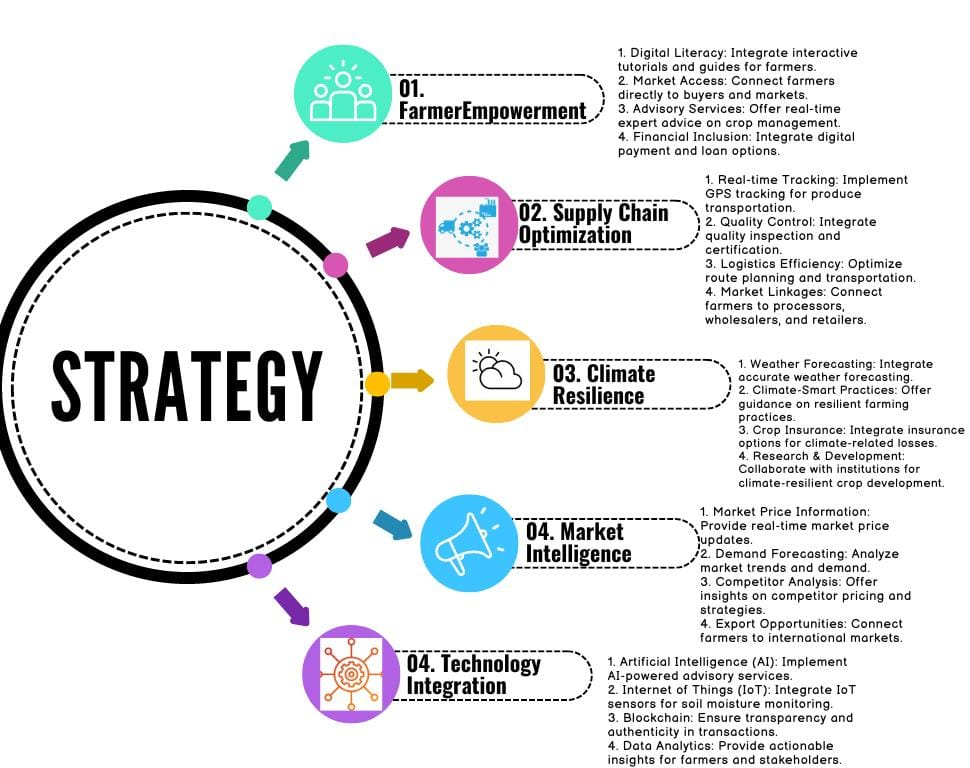 STRATEGY
01.
FarmerEmpowerment
1. Digital Literacy: Integrate interactive
tutorials and guides for farmers.
2. Market Access: Connect farmers
directly to buyers and markets.
3. Advisory Services: Offer real-time
expert advice on crop management.
4. Financial Inclusion: Integrate digital
payment and loan options.
02. Supply Chain
Optimization
1. Real-time Tracking: Implement
GPS tracking for produce
transportation.
2. Quality Control: Integrate
quality inspection and
certification.
3. Logistics Efficiency: Optimize
route planning and transportation.
4. Market Linkages: Connect
farmers to processors,
wholesalers, and retailers.
03. Climate
Resilience
1. Weather Forecasting: Integrate
accurate weather forecasting.
2. Climate-Smart Practices: Offer
guidance on resilient farming
practices.
3. Crop Insurance: Integrate insurance
options for climate-related losses.
4. Research & Development:
Collaborate with institutions for
climate-resilient crop development.
04. Market
Intelligence
1. Market Price Information:
Provide real-time market price
updates.
2. Demand Forecasting: Analyze
market trends and demand.
3. Competitor Analysis: Offer
insights on competitor pricing and
strategies.
4. Export Opportunities: Connect
farmers to international markets.
04. Technology
Integration
1. Artificial Intelligence (AI): Implement
AI-powered advisory services.
2. Internet of Things (IoT): Integrate IoT
sensors for soil moisture monitoring.
3. Blockchain: Ensure transparency and
authenticity in transactions.
4. Data Analytics: Provide actionable
insights for farmers and stakeholders.